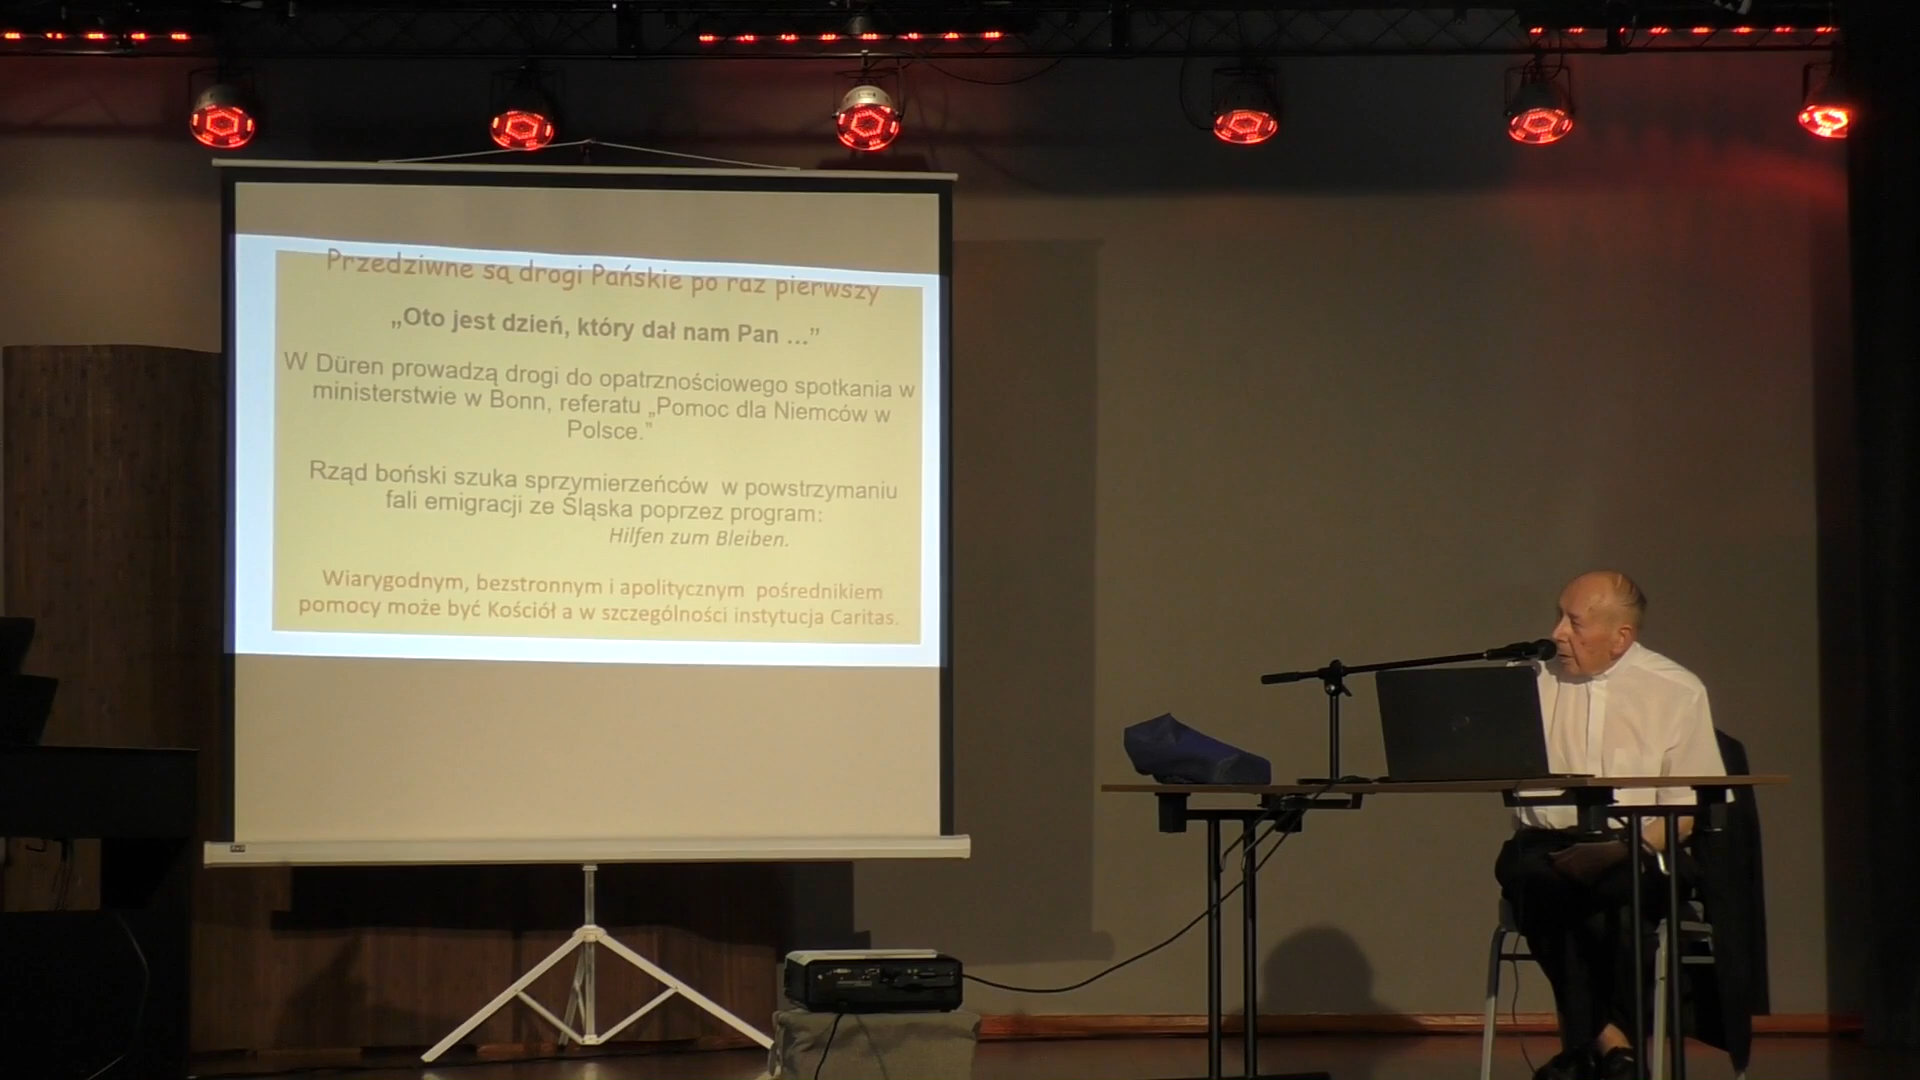 Przedziwne są drogi Pańskie po raz pierwszy
„Oto jest dzień, który dał nam Pan ...”
W Düren prowadzą drogi do opatrznościowego spotkania w
ministerstwie w Bonn, referatu „Pomoc dla Niemców w
Polsce.”
Rząd boński szuka sprzymierzeńców w powstrzymaniu
fali emigracji ze Śląska poprzez program:
Hilfen zum Bleiben.
Wiarygodnym, bezstronnym i apolitycznym pośrednikiem
pomocy może być Kościół a w szczególności instytucja Caritas.